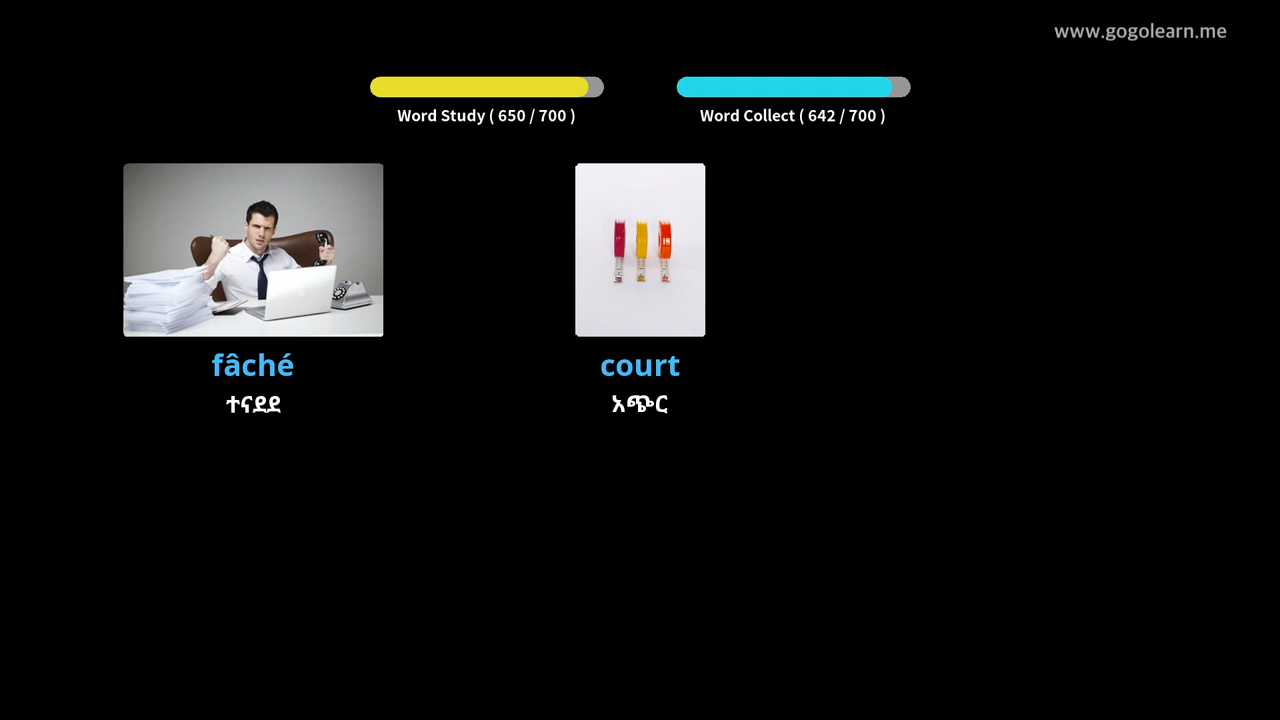 www.gogolearn.me
Word Study ( 650 / 700 )
Word Collect ( 642 / 700 )
fâché
ተናደደ
court
አጭር